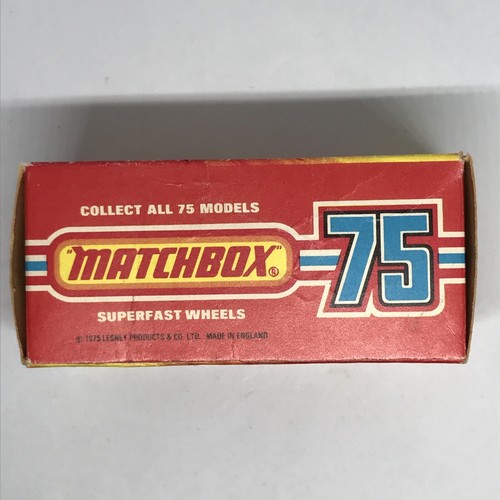 COLLECT ALL 75 MODELS
"MATCHBOX" ®
75
SUPERFAST WHEELS
© 1975 LESNEY PRODUCTS & CO. LTD. MADE IN ENGLAND